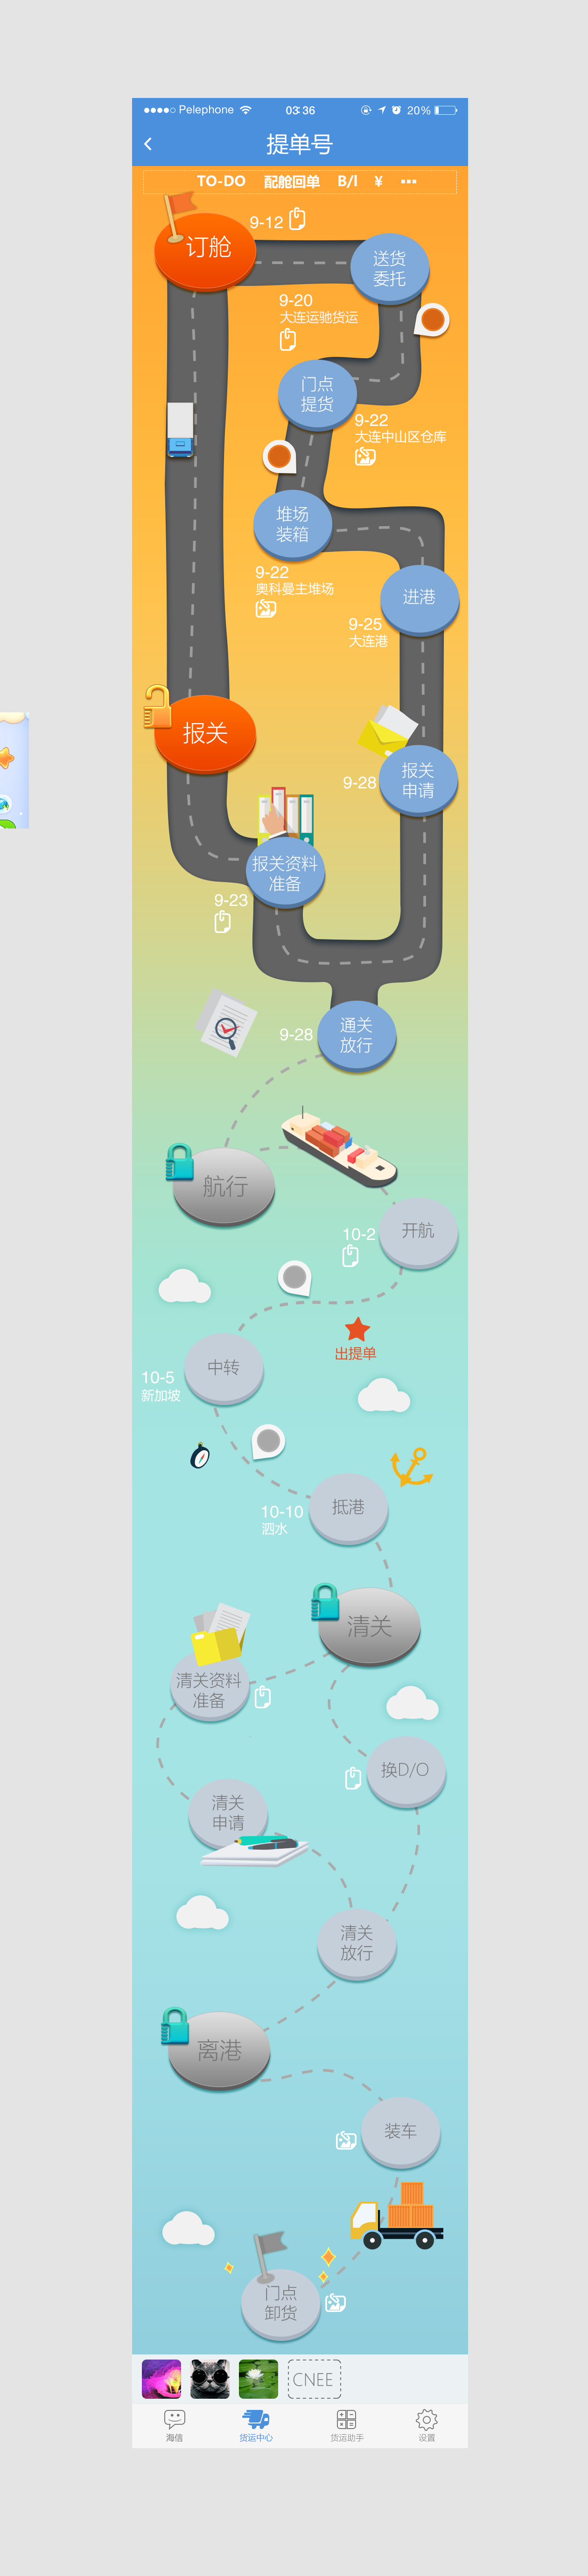 Pelephone
03:36
20%
提单号
TO-DO 配舱回单 B/l ¥ •••
订舱
9-12
送货
委托
9-20
大连运驰货运
门点
提货
9-22
大连中山区仓库
堆场
装箱
9-22
奥科曼主堆场
进港
9-25
大连港
报关
报关
申请
9-28
报关资料
准备
9-23
通关
放行
9-28
航行
开航
10-2
出提单
中转
10-5
新加坡
抵港
10-10
泗水
清关
清关资料
准备
换D/O
清关
申请
清关
放行
离港
装车
门点
卸货
CNEE
海信
货运中心
货运助手
设置